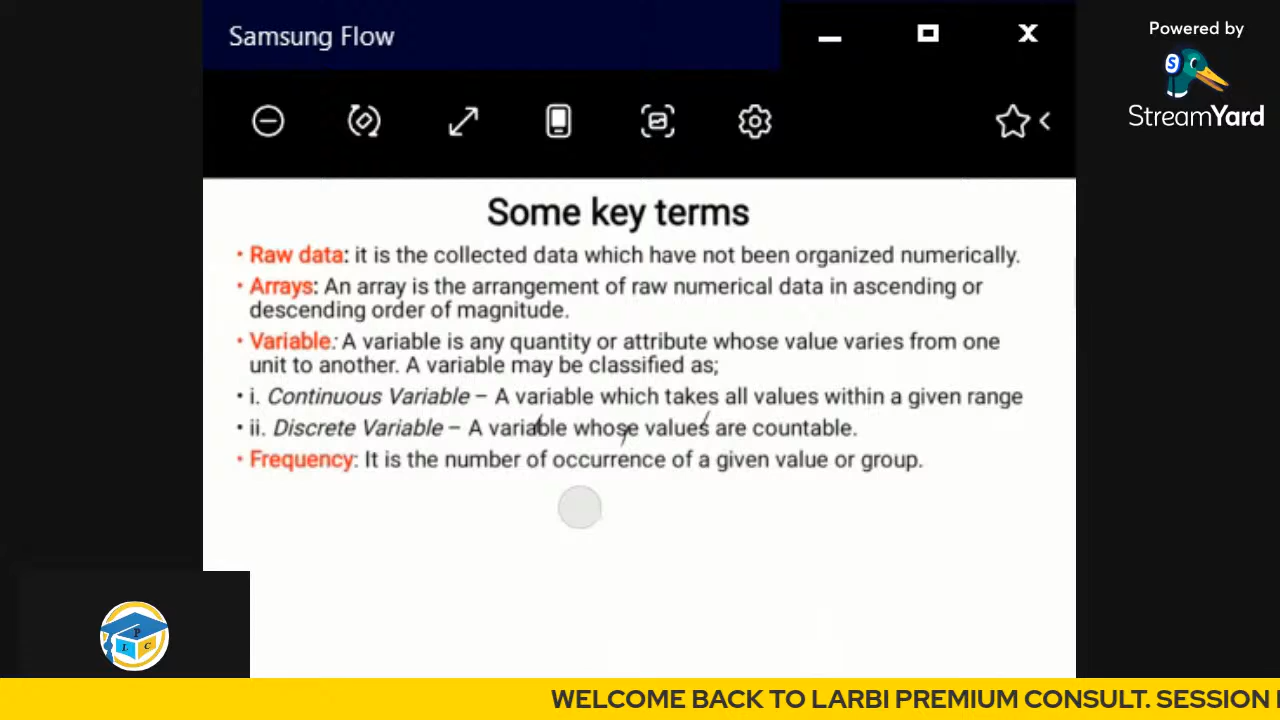 Samsung Flow
Powered by
StreamYard
Some key terms
• Raw data: it is the collected data which have not been organized numerically.
• Arrays: An array is the arrangement of raw numerical data in ascending or
descending order of magnitude.
• Variable: A variable is any quantity or attribute whose value varies from one
unit to another. A variable may be classified as;
• i. Continuous Variable – A variable which takes all values within a given range
• ii. Discrete Variable – A variable whose values are countable.
• Frequency: It is the number of occurrence of a given value or group.
P
L C
WELCOME BACK TO LARBI PREMIUM CONSULT. SESSION